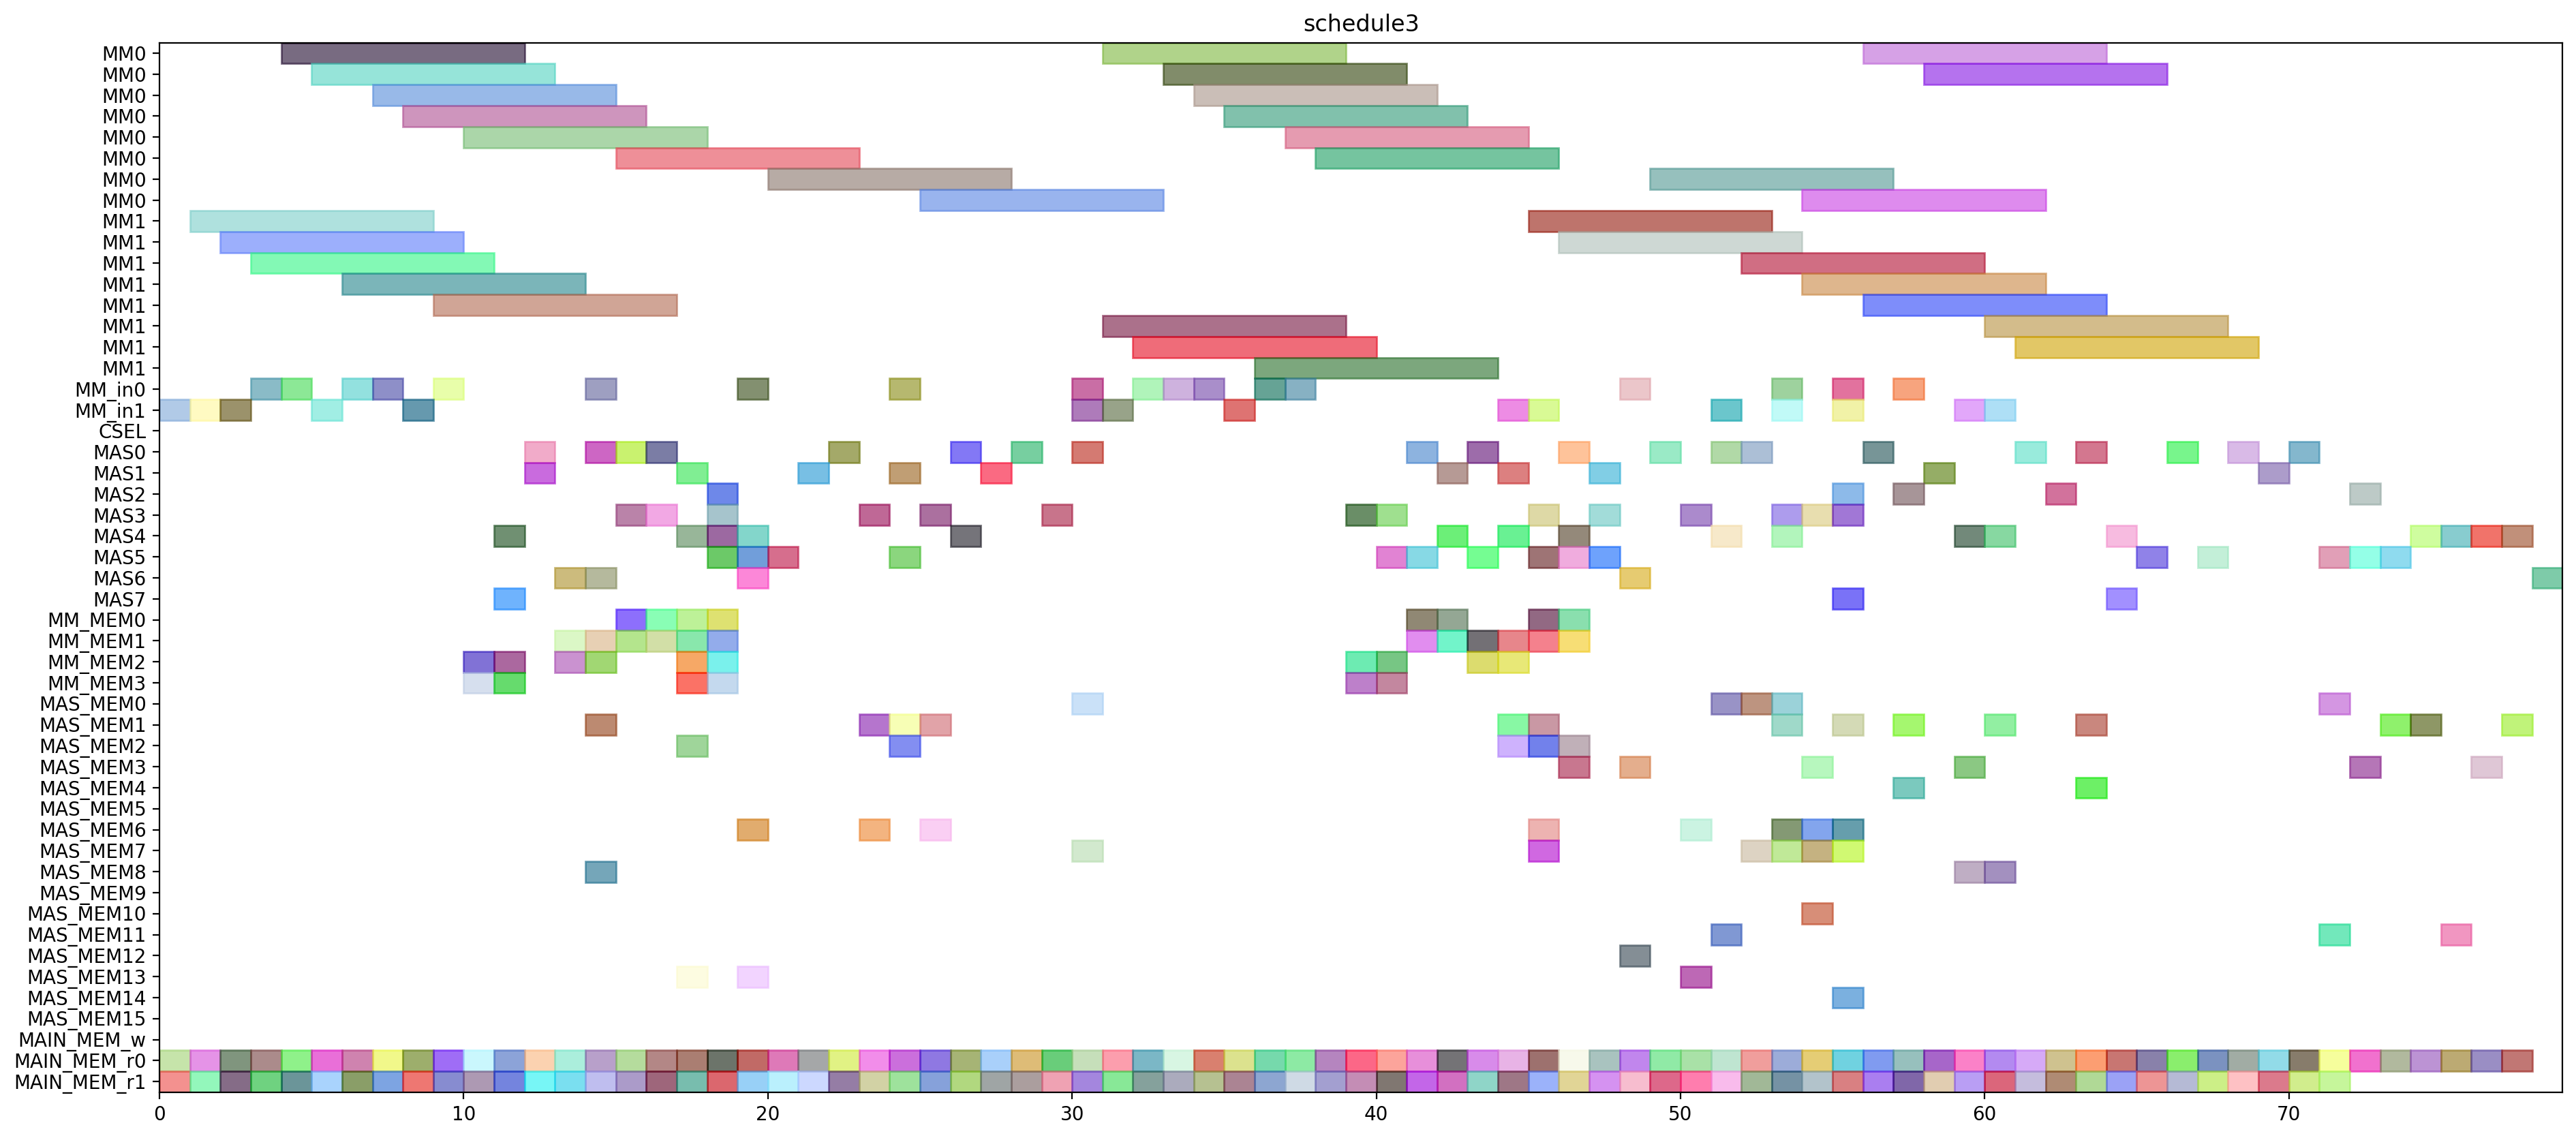 schedule3
MM0
MM0
MM0
MM0
MM0
MM0
MM0
MM0
MM1
MM1
MM1
MM1
MM1
MM1
MM1
MM1
MM_in0
MM_in1
CSEL
MAS0
MAS1
MAS2
MAS3
MAS4
MAS5
MAS6
MAS7
MM_MEM0
MM_MEM1
MM_MEM2
MM_MEM3
MAS_MEM0
MAS_MEM1
MAS_MEM2
MAS_MEM3
MAS_MEM4
MAS_MEM5
MAS_MEM6
MAS_MEM7
MAS_MEM8
MAS_MEM9
MAS_MEM10
MAS_MEM11
MAS_MEM12
MAS_MEM13
MAS_MEM14
MAS_MEM15
MAIN_MEM_w
MAIN_MEM_r0
MAIN_MEM_r1
0 10 20 30 40 50 60 70